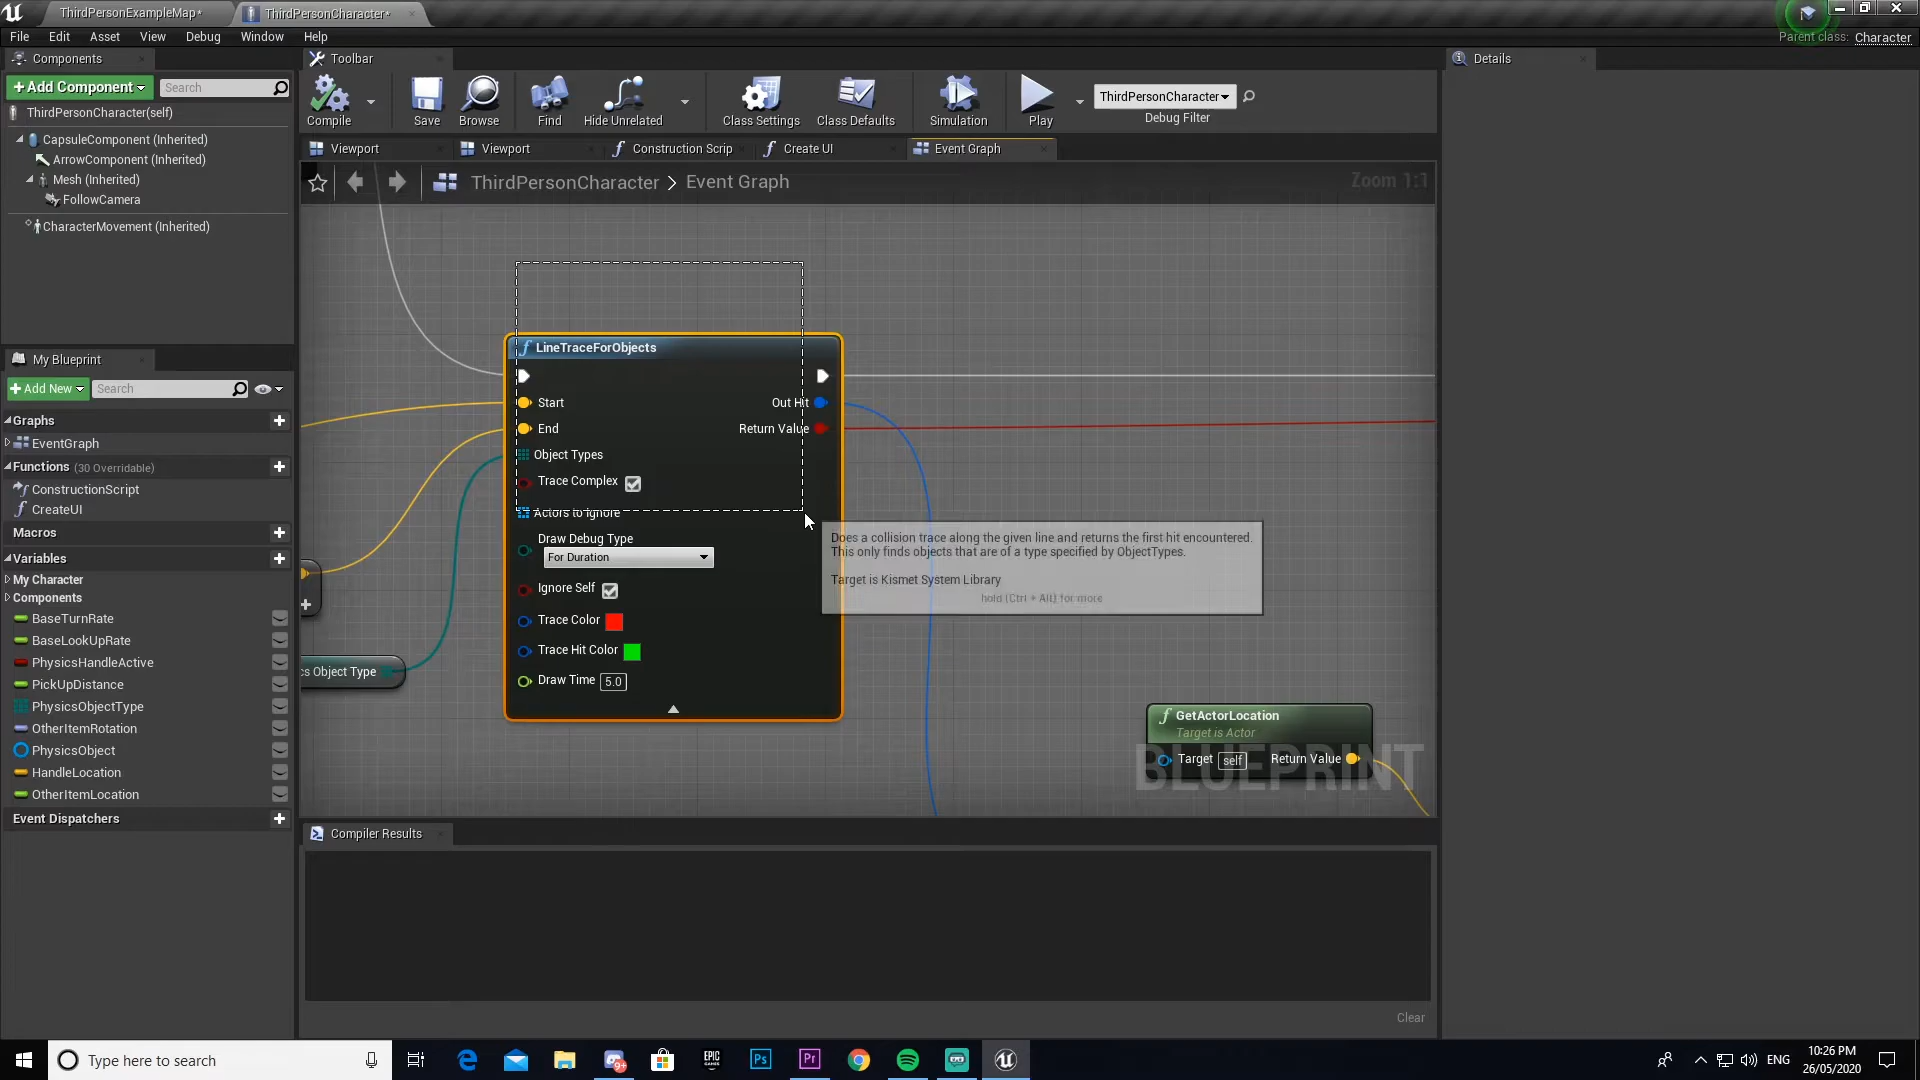 ThirdPersonExampleMap*
ThirdPersonCharacter*
File
Edit
Asset
View
Debug
Window
Help
Parent class: Character
Components
+Add Component
Search
ThirdPersonCharacter(self)
CapsuleComponent (Inherited)
ArrowComponent (Inherited)
Mesh (Inherited)
FollowCamera
CharacterMovement (Inherited)
Toolbar
Compile
Save
Browse
Find
Hide Unrelated
Class Settings
Class Defaults
Simulation
Play
ThirdPersonCharacter
Debug Filter
Details
Viewport
Viewport
Construction Scrip
Create UI
Event Graph
ThirdPersonCharacter > Event Graph
Zoom 1:1
My Blueprint
+Add New
Search
Graphs
EventGraph
Functions (30 Overridable)
ConstructionScript
CreateUI
Macros
Variables
My Character
Components
BaseTurnRate
BaseLookUpRate
PhysicsHandleActive
PickUpDistance
PhysicsObjectType
OtherItemRotation
PhysicsObject
HandleLocation
OtherItemLocation
Event Dispatchers
LineTraceForObjects
Start
Out Hit
End
Return Value
Object Types
Trace Complex
Actors to Ignore
Draw Debug Type
For Duration
Ignore Self
Trace Color
Trace Hit Color
Draw Time 5.0
cs Object Type
Does a collision trace along the given line and returns the first hit encountered.
This only finds objects that are of a type specified by ObjectTypes.
Target is Kismet System Library
hold (Ctrl + Alt) for more
GetActorLocation
Target is Actor
Target self
Return Value
BLUEPRINT
Compiler Results
Clear
Type here to search
9+
EPIC
GAMES
Ps
Pr
ENG
10:26 PM
26/05/2020